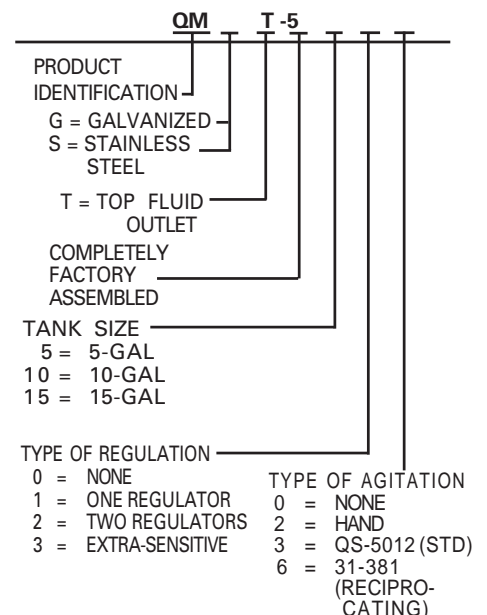 QM _ T -5 _ _ _
PRODUCT
IDENTIFICATION
G = GALVANIZED
S = STAINLESS
STEEL
T = TOP FLUID
OUTLET
COMPLETELY
FACTORY
ASSEMBLED
TANK SIZE
5 = 5-GAL
10 = 10-GAL
15 = 15-GAL
TYPE OF REGULATION
0 = NONE
1 = ONE REGULATOR
2 = TWO REGULATORS
3 = EXTRA-SENSITIVE
TYPE OF AGITATION
0 = NONE
2 = HAND
3 = QS-5012 (STD)
6 = 31-381
(RECIPRO-
CATING)